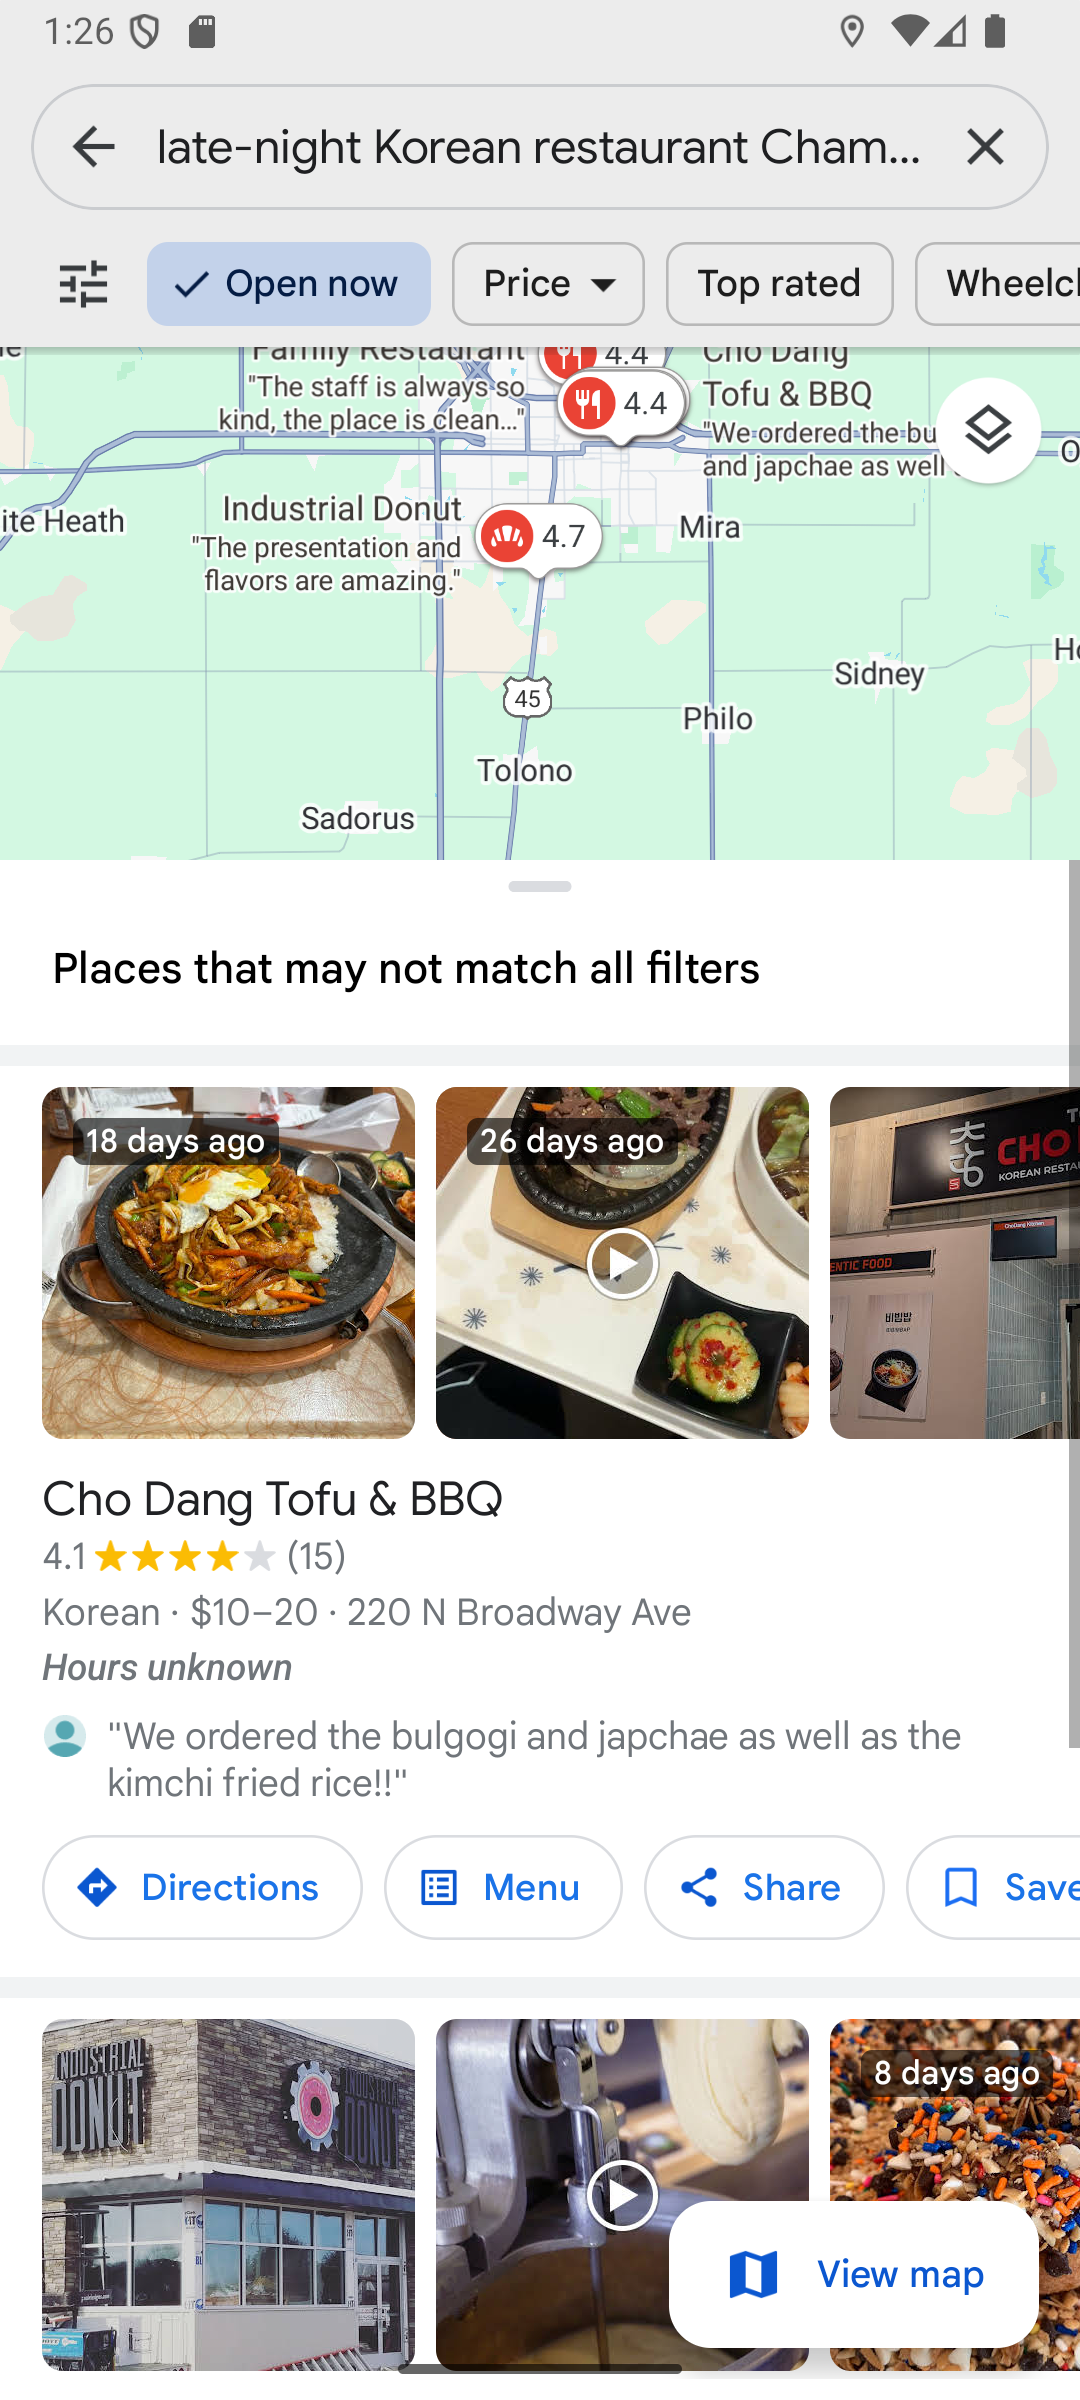 1:26
late-night Korean restaurant Cham...
Open now
Price
Top rated
Wheelc
Family Restaurant
"The staff is always so
kind, the place is clean..."
4.4
4.4
Cho Dang
Tofu & BBQ
"We ordered the bu
and japchae as well
Industrial Donut
"The presentation and
flavors are amazing."
4.7
ite Heath
Mira
Sidney
45
Philo
Tolono
Sadorus
Places that may not match all filters
18 days ago
26 days ago
CHO
KOREAN RESTA
ChoDang Kitchen
ENTIC FOOD
비빔밥
BIBIMBAP
Cho Dang Tofu & BBQ
4.1 (15)
Korean · $10–20 · 220 N Broadway Ave
Hours unknown
"We ordered the bulgogi and japchae as well as the
kimchi fried rice!!"
Directions
Menu
Share
Save
INDUSTRIAL
DONUT
INDUSTRIAL
DONUT
8 days ago
View map